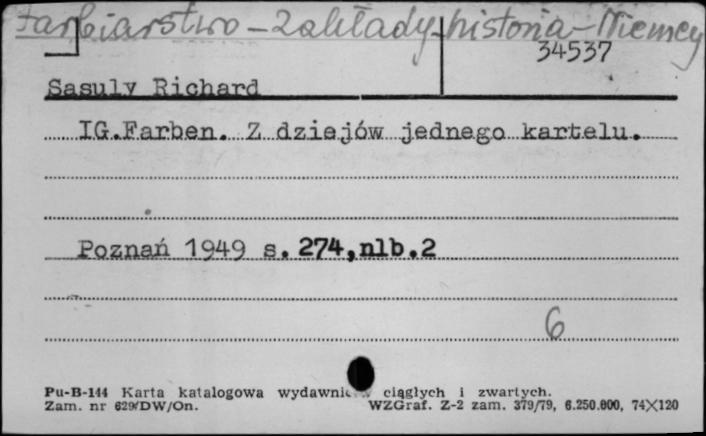 Farbiarstwo - Zakłady - historia - Niemcy
34537
Sasuly Richard
IG.Farben. Z dziejów jednego kartelu.
Poznań 1949 s. 274,nlb.2
6
Pu-B-144 Karta katalogowa wydawnictw ciągłych i zwartych.
Zam. nr 629/DW/On. WZGraf. Z-2 zam. 379/79, 6.250.000, 74X120